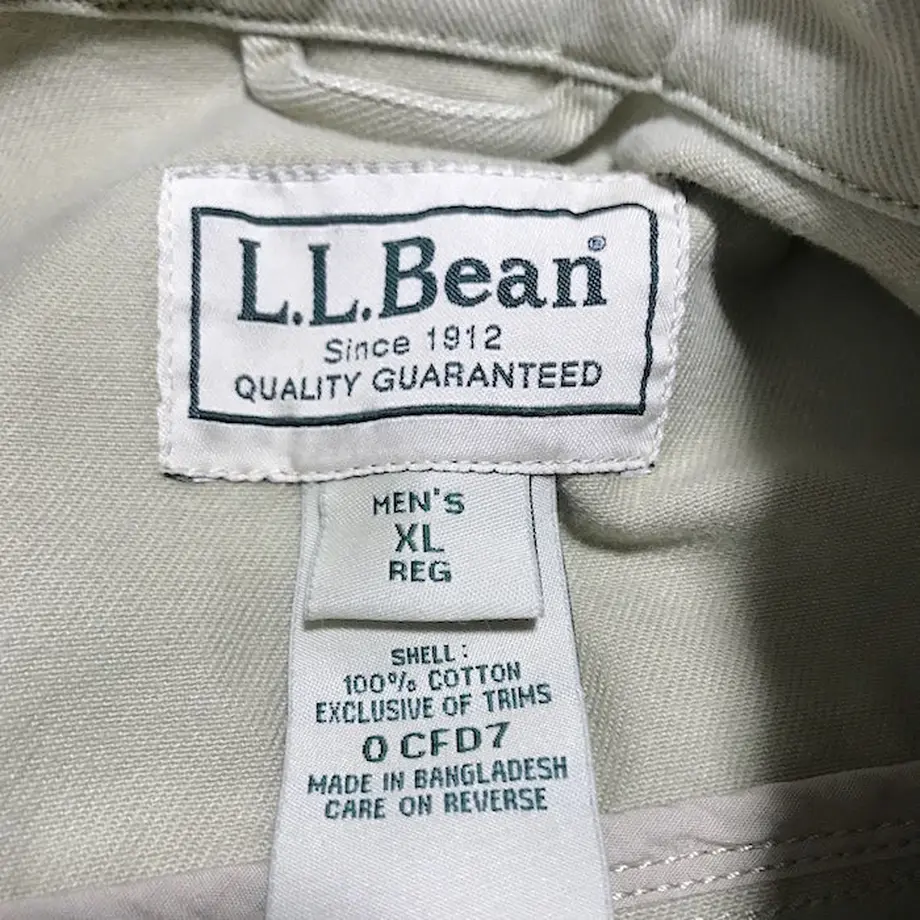 L.L.Bean®
Since 1912
QUALITY GUARANTEED
MEN'S
XL
REG
SHELL:
100% COTTON
EXCLUSIVE OF TRIMS
0 CFD7
MADE IN BANGLADESH
CARE ON REVERSE